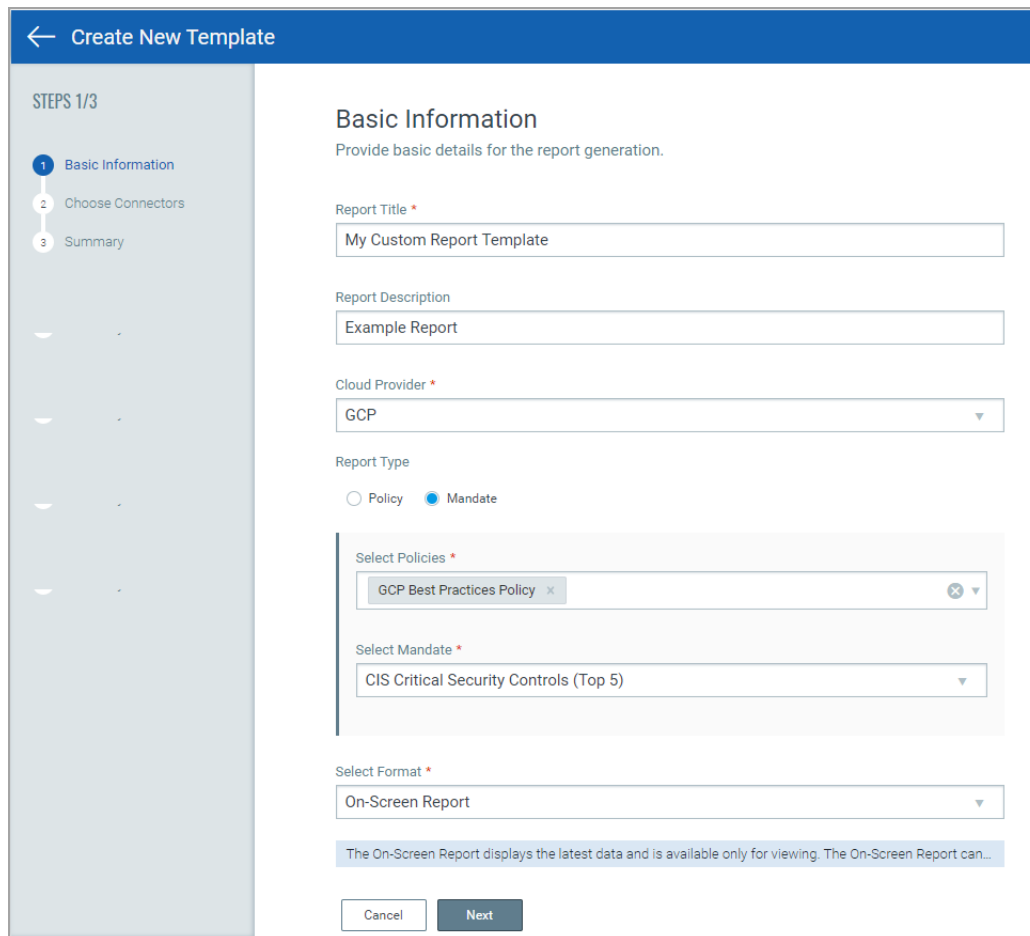 Create New Template
STEPS 1/3
1 Basic Information
2 Choose Connectors
3 Summary
Basic Information
Provide basic details for the report generation.
Report Title *
My Custom Report Template
Report Description
Example Report
Cloud Provider *
GCP
Report Type
Policy Mandate
Select Policies *
GCP Best Practices Policy ×
Select Mandate *
CIS Critical Security Controls (Top 5)
Select Format *
On-Screen Report
The On-Screen Report displays the latest data and is available only for viewing. The On-Screen Report can...
Cancel Next